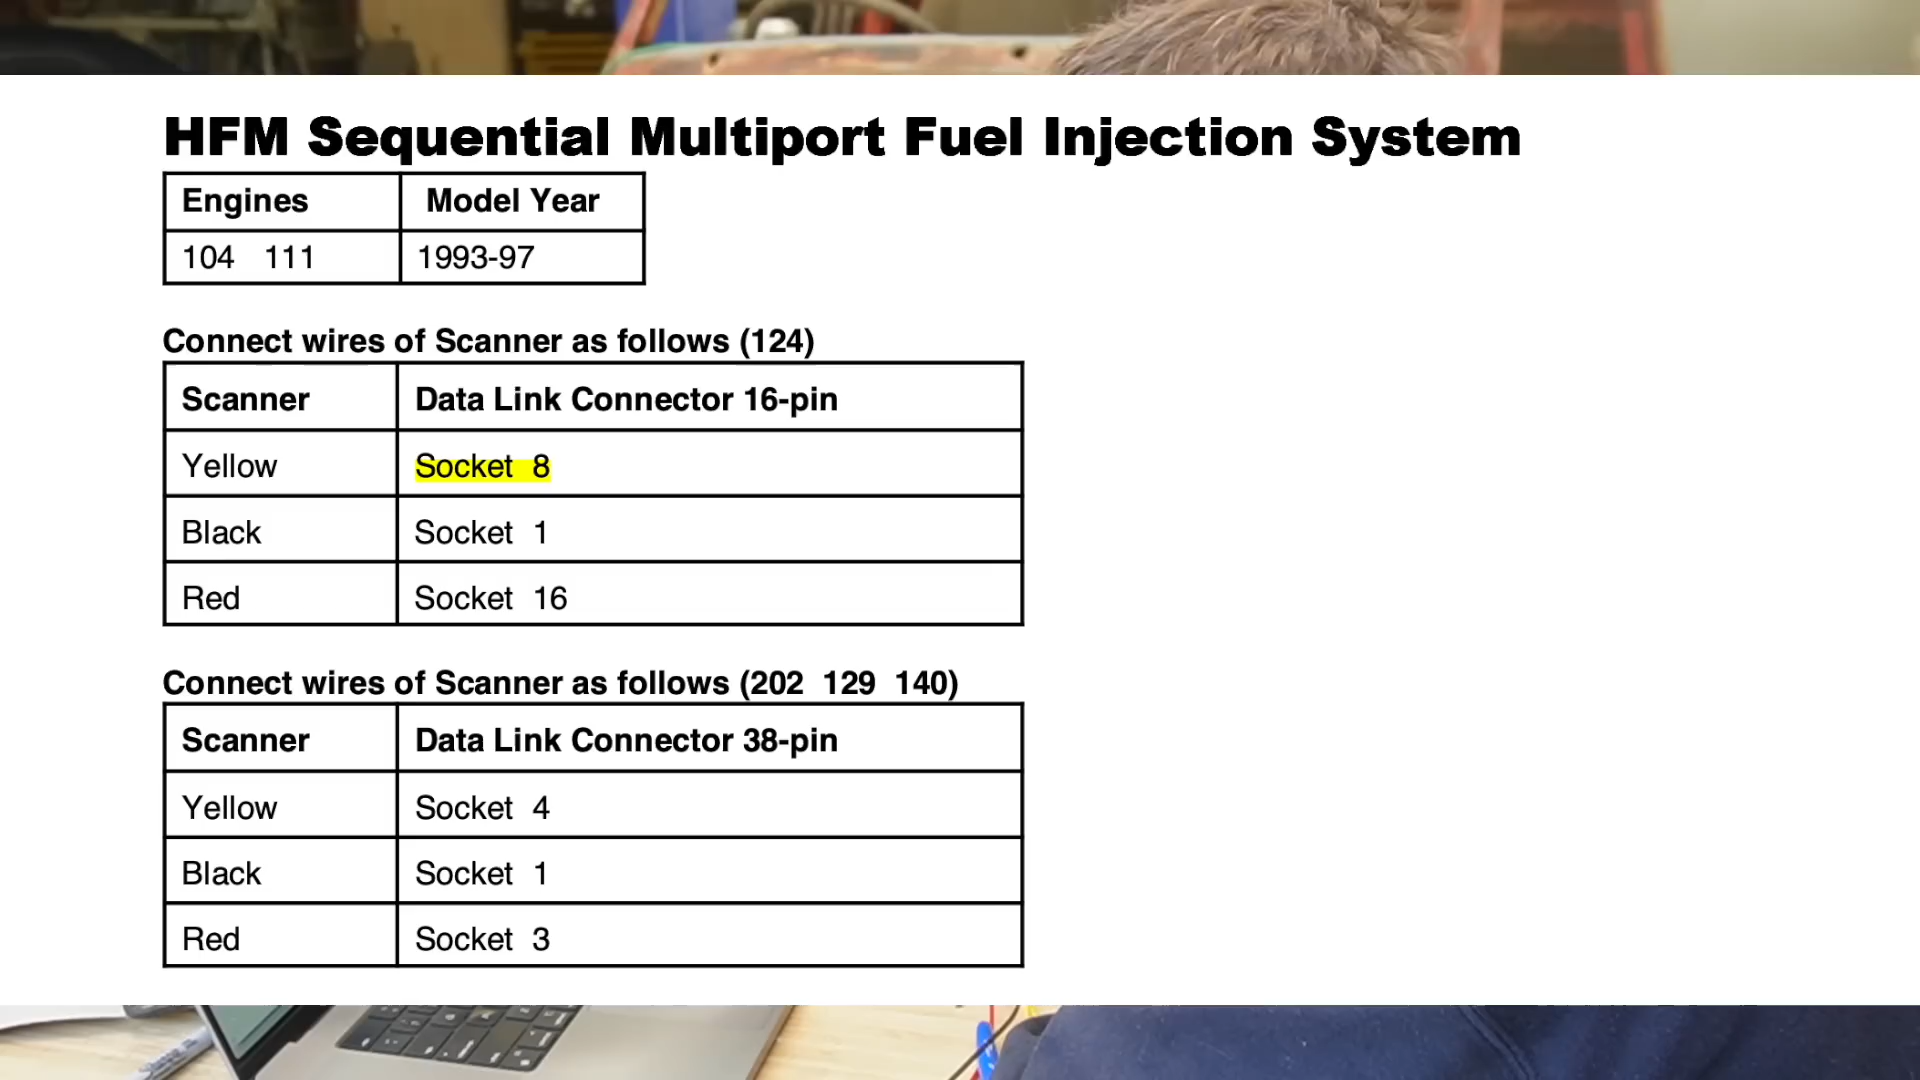 HFM Sequential Multiport Fuel Injection System
Engines Model Year
104 111 1993-97
Connect wires of Scanner as follows (124)
Scanner Data Link Connector 16-pin
Yellow Socket 8
Black Socket 1
Red Socket 16
Connect wires of Scanner as follows (202 129 140)
Scanner Data Link Connector 38-pin
Yellow Socket 4
Black Socket 1
Red Socket 3